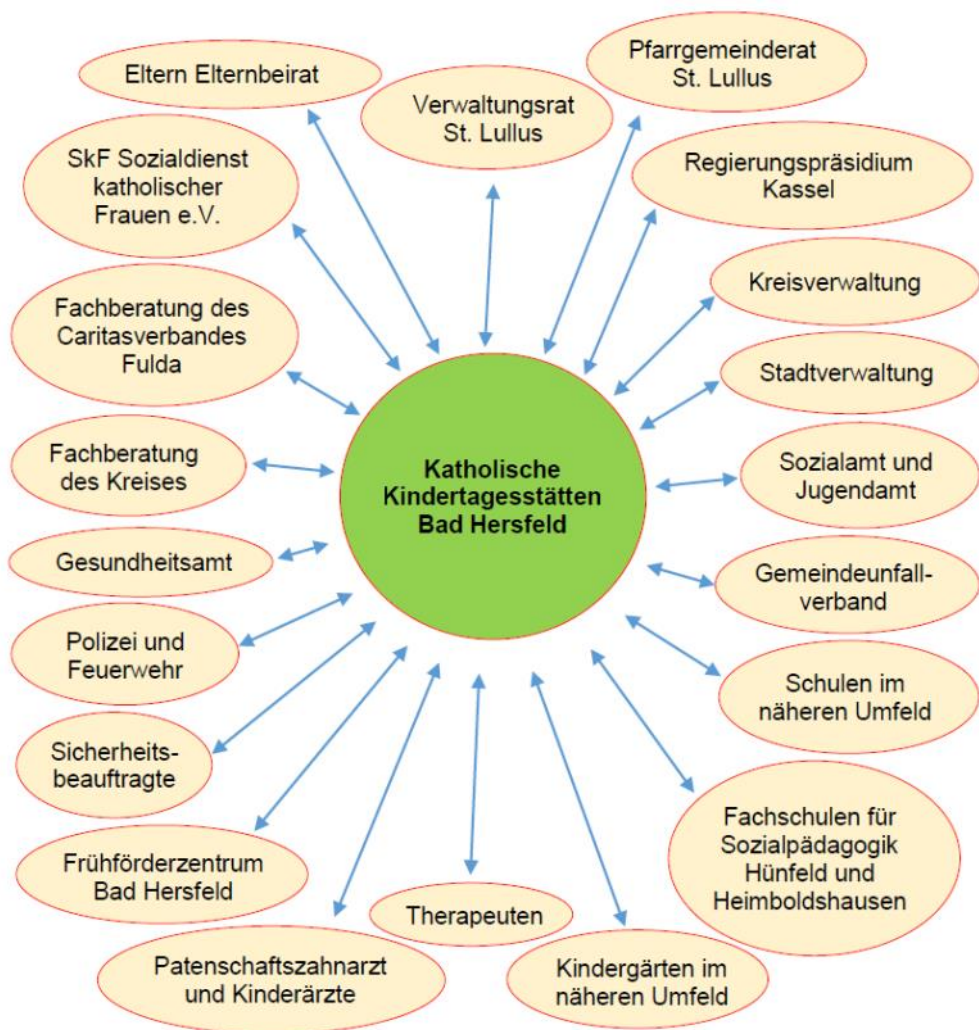 Eltern Elternbeirat
Verwaltungsrat
St. Lullus
Pfarrgemeinderat
St. Lullus
SkF Sozialdienst
katholischer
Frauen e.V.
Regierungspräsidium
Kassel
Kreisverwaltung
Fachberatung des
Caritasverbandes
Fulda
Stadtverwaltung
Fachberatung
des Kreises
Katholische
Kindertagesstätten
Bad Hersfeld
Sozialamt und
Jugendamt
Gesundheitsamt
Gemeindeunfall-
verband
Polizei und
Feuerwehr
Schulen im
näheren Umfeld
Sicherheits-
beauftragte
Fachschulen für
Sozialpädagogik
Hünfeld und
Heimboldshausen
Frühförderzentrum
Bad Hersfeld
Therapeuten
Patenschaftszahnarzt
und Kinderärzte
Kindergärten im
näheren Umfeld